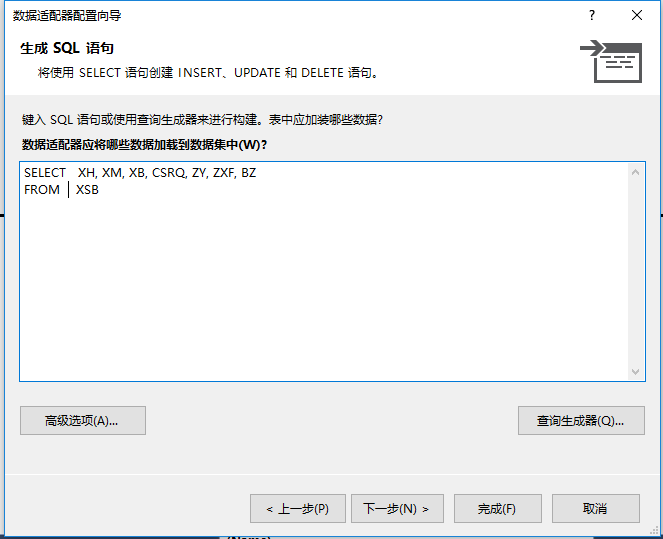 数据适配器配置向导
?
生成 SQL 语句
将使用 SELECT 语句创建 INSERT、UPDATE 和 DELETE 语句。
键入 SQL 语句或使用查询生成器来进行构建。表中应加装哪些数据?
数据适配器应将哪些数据加载到数据集中(W)?
SELECT XH, XM, XB, CSRQ, ZY, ZXF, BZ
FROM XSB
高级选项(A)...
查询生成器(Q)...
< 上一步(P)
下一步(N) >
完成(F)
取消